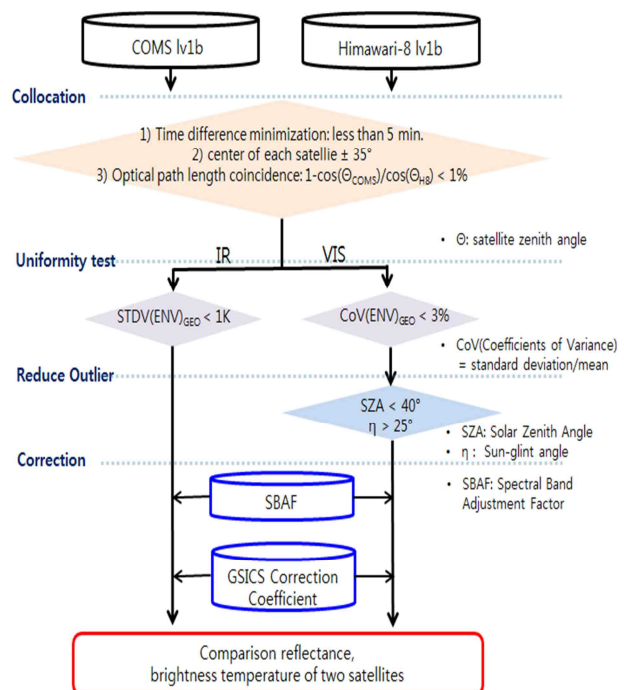 COMS lv1b
Himawari-8 lv1b
Collocation
1) Time difference minimization: less than 5 min.
2) center of each satellie ± 35°
3) Optical path length coincidence: 1-cos(Θ_COMS)/cos(Θ_H8) < 1%
• Θ: satellite zenith angle
IR
VIS
Uniformity test
STDV(ENV)_GEO < 1K
CoV(ENV)_GEO < 3%
• CoV(Coefficients of Variance)
= standard deviation/mean
Reduce Outlier
SZA < 40°
η > 25°
• SZA: Solar Zenith Angle
• η : Sun-glint angle
Correction
• SBAF: Spectral Band
Adjustment Factor
SBAF
GSICS Correction
Coefficient
Comparison reflectance,
brightness temperature of two satellites